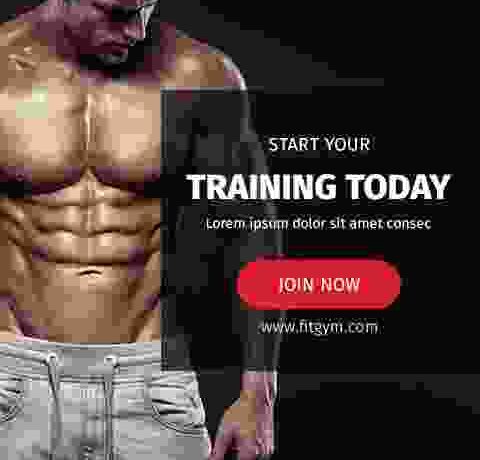 START YOUR
TRAINING TODAY
Lorem ipsum dolor sit amet consec
JOIN NOW
www.fitgym.com